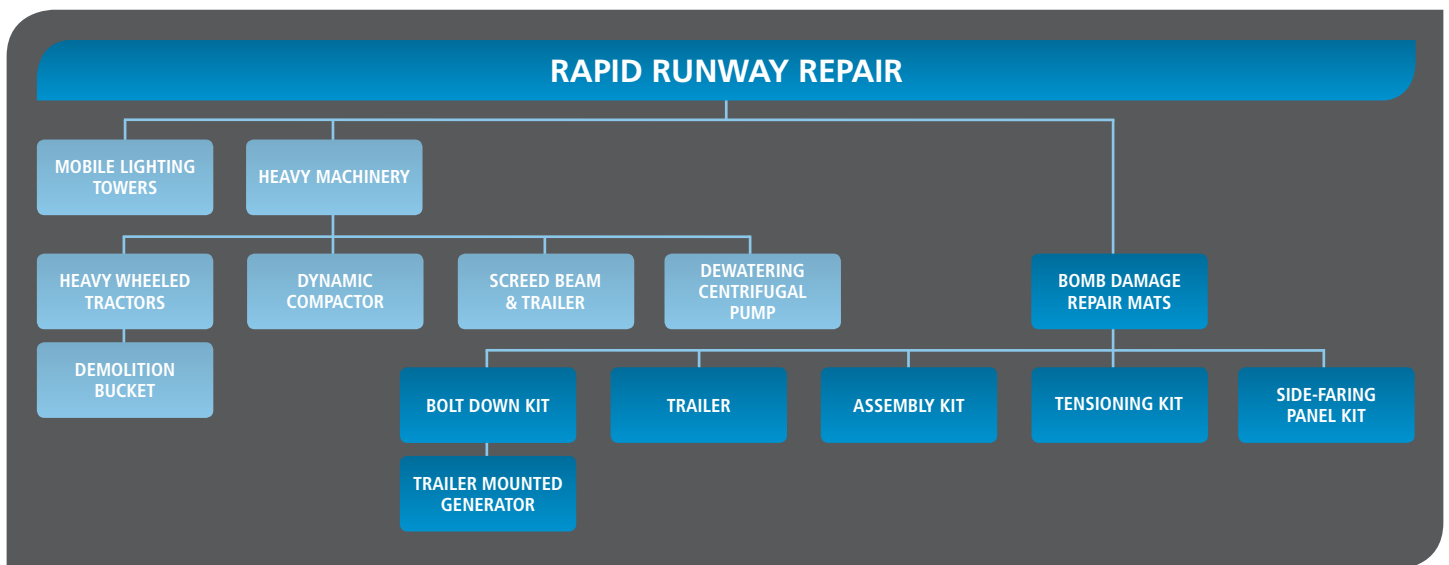 RAPID RUNWAY REPAIR
MOBILE LIGHTING
TOWERS
HEAVY MACHINERY
HEAVY WHEELED
TRACTORS
DYNAMIC
COMPACTOR
SCREED BEAM
& TRAILER
DEWATERING
CENTRIFUGAL
PUMP
BOMB DAMAGE
REPAIR MATS
DEMOLITION
BUCKET
BOLT DOWN KIT
TRAILER
ASSEMBLY KIT
TENSIONING KIT
SIDE-FARING
PANEL KIT
TRAILER MOUNTED
GENERATOR